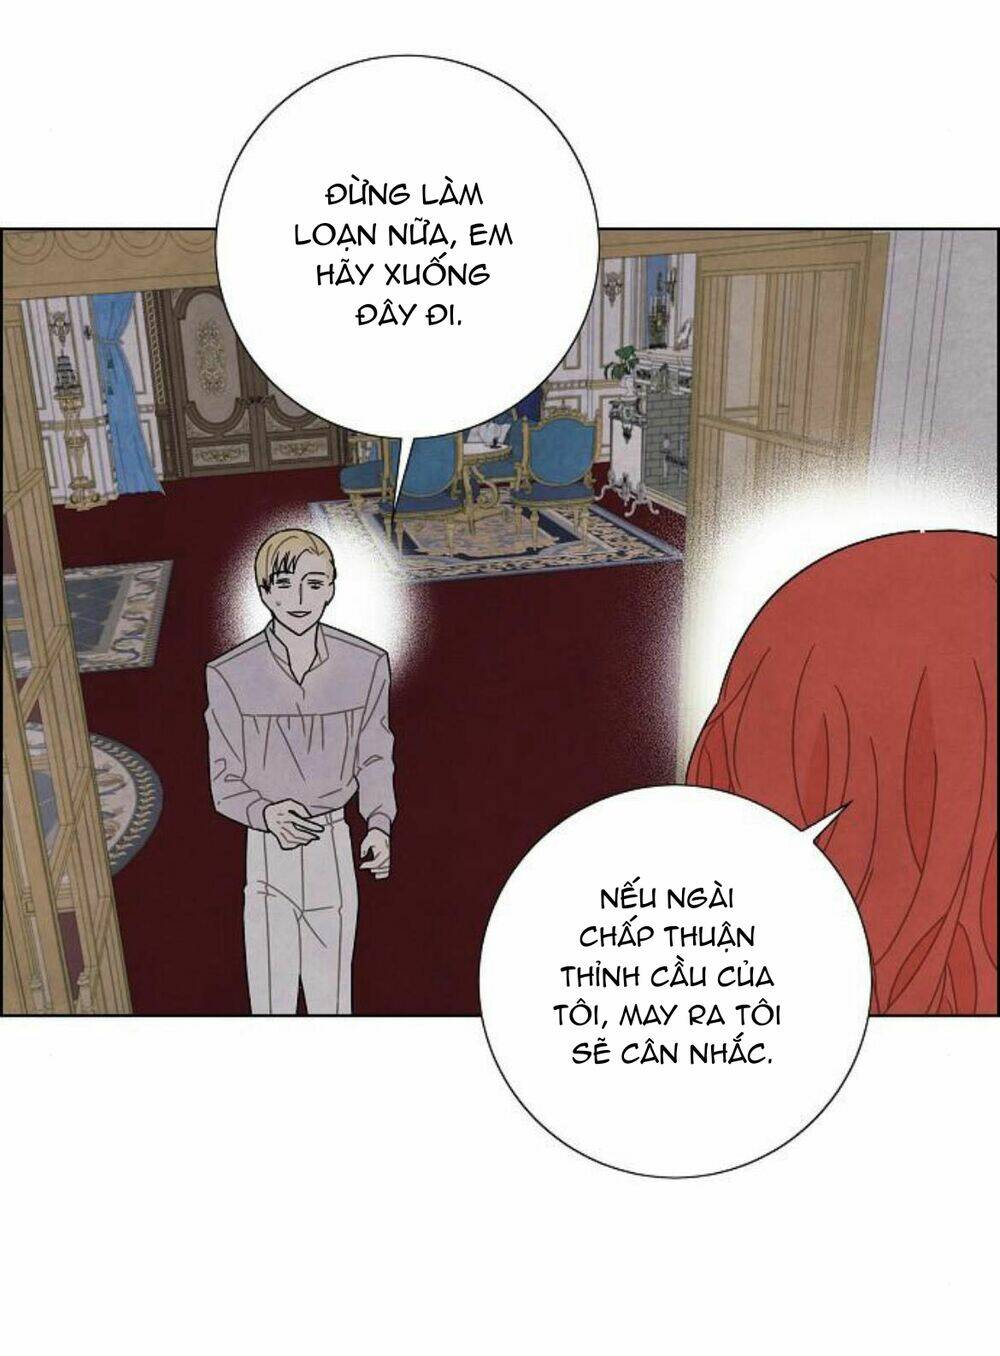 ĐỪNG LÀM
LOẠN NỮA, EM
HÃY XUỐNG
ĐÂY ĐI.
NẾU NGÀI
CHẤP THUẬN
THỈNH CẦU CỦA
TÔI, MAY RA TÔI
SẼ CÂN NHẮC.